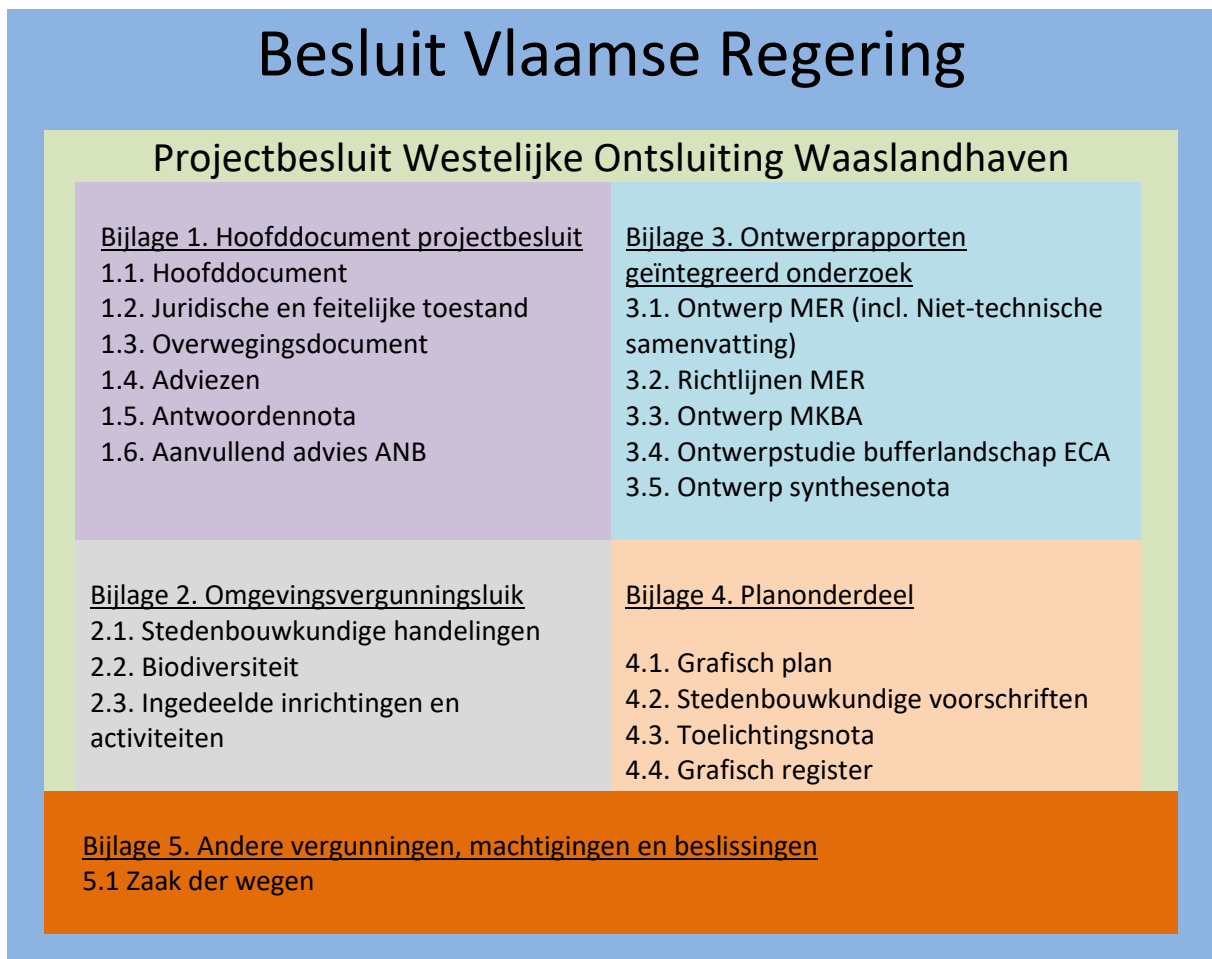 Besluit Vlaamse Regering
Projectbesluit Westelijke Ontsluiting Waaslandhaven
Bijlage 1. Hoofddocument projectbesluit
1.1. Hoofddocument
1.2. Juridische en feitelijke toestand
1.3. Overwegingsdocument
1.4. Adviezen
1.5. Antwoordennota
1.6. Aanvullend advies ANB
Bijlage 3. Ontwerprapporten
geïntegreerd onderzoek
3.1. Ontwerp MER (incl. Niet-technische
samenvatting)
3.2. Richtlijnen MER
3.3. Ontwerp MKBA
3.4. Ontwerpstudie bufferlandschap ECA
3.5. Ontwerp synthesenota
Bijlage 2. Omgevingsvergunningsluik
2.1. Stedenbouwkundige handelingen
2.2. Biodiversiteit
2.3. Ingedeelde inrichtingen en
activiteiten
Bijlage 4. Planonderdeel
4.1. Grafisch plan
4.2. Stedenbouwkundige voorschriften
4.3. Toelichtingsnota
4.4. Grafisch register
Bijlage 5. Andere vergunningen, machtigingen en beslissingen
5.1 Zaak der wegen